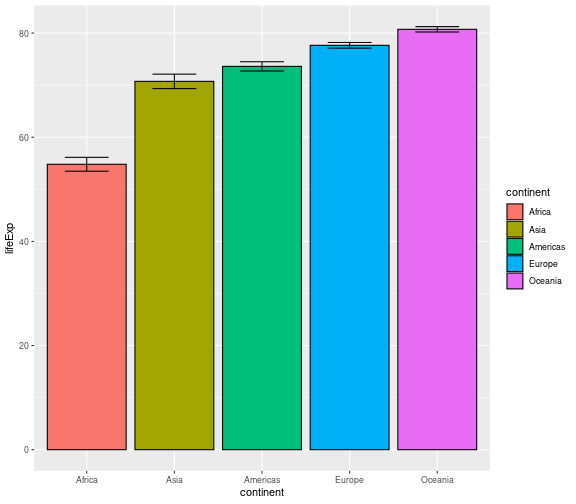 80
60
40
20
0
lifeExp
Africa
Asia
Americas
Europe
Oceania
continent
continent
Africa
Asia
Americas
Europe
Oceania